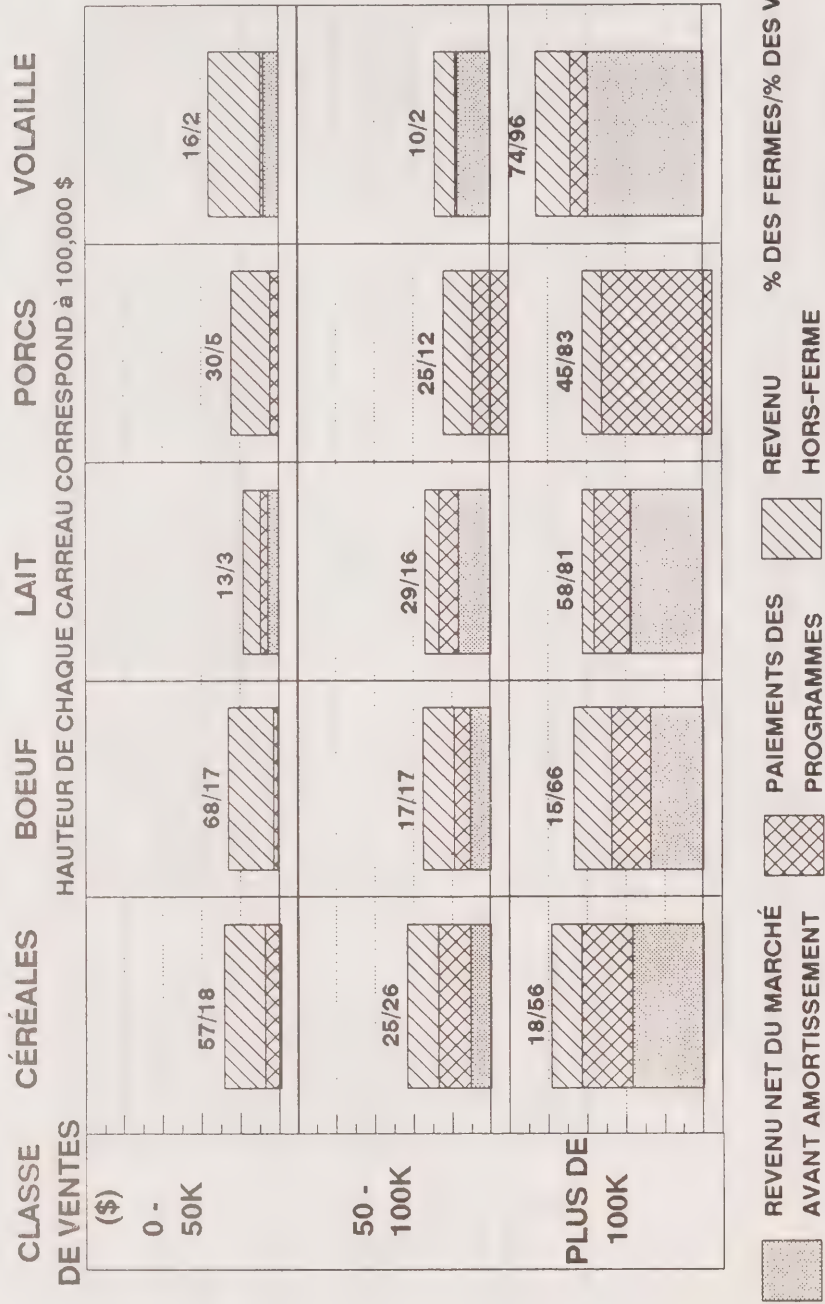 CLASSE CÉRÉALES BOEUF LAIT PORCS VOLAILLE
DE VENTES HAUTEUR DE CHAQUE CARREAU CORRESPOND à 100,000 $
($)
0 -
50K
57/18 68/17 13/3 30/5 16/2
50 -
100K
25/26 17/17 29/16 25/12 10/2
PLUS DE
100K
18/56 15/66 58/81 45/83 74/96
REVENU NET DU MARCHÉ PAIEMENTS DES REVENU % DES FERMES/% DES
AVANT AMORTISSEMENT PROGRAMMES HORS-FERME